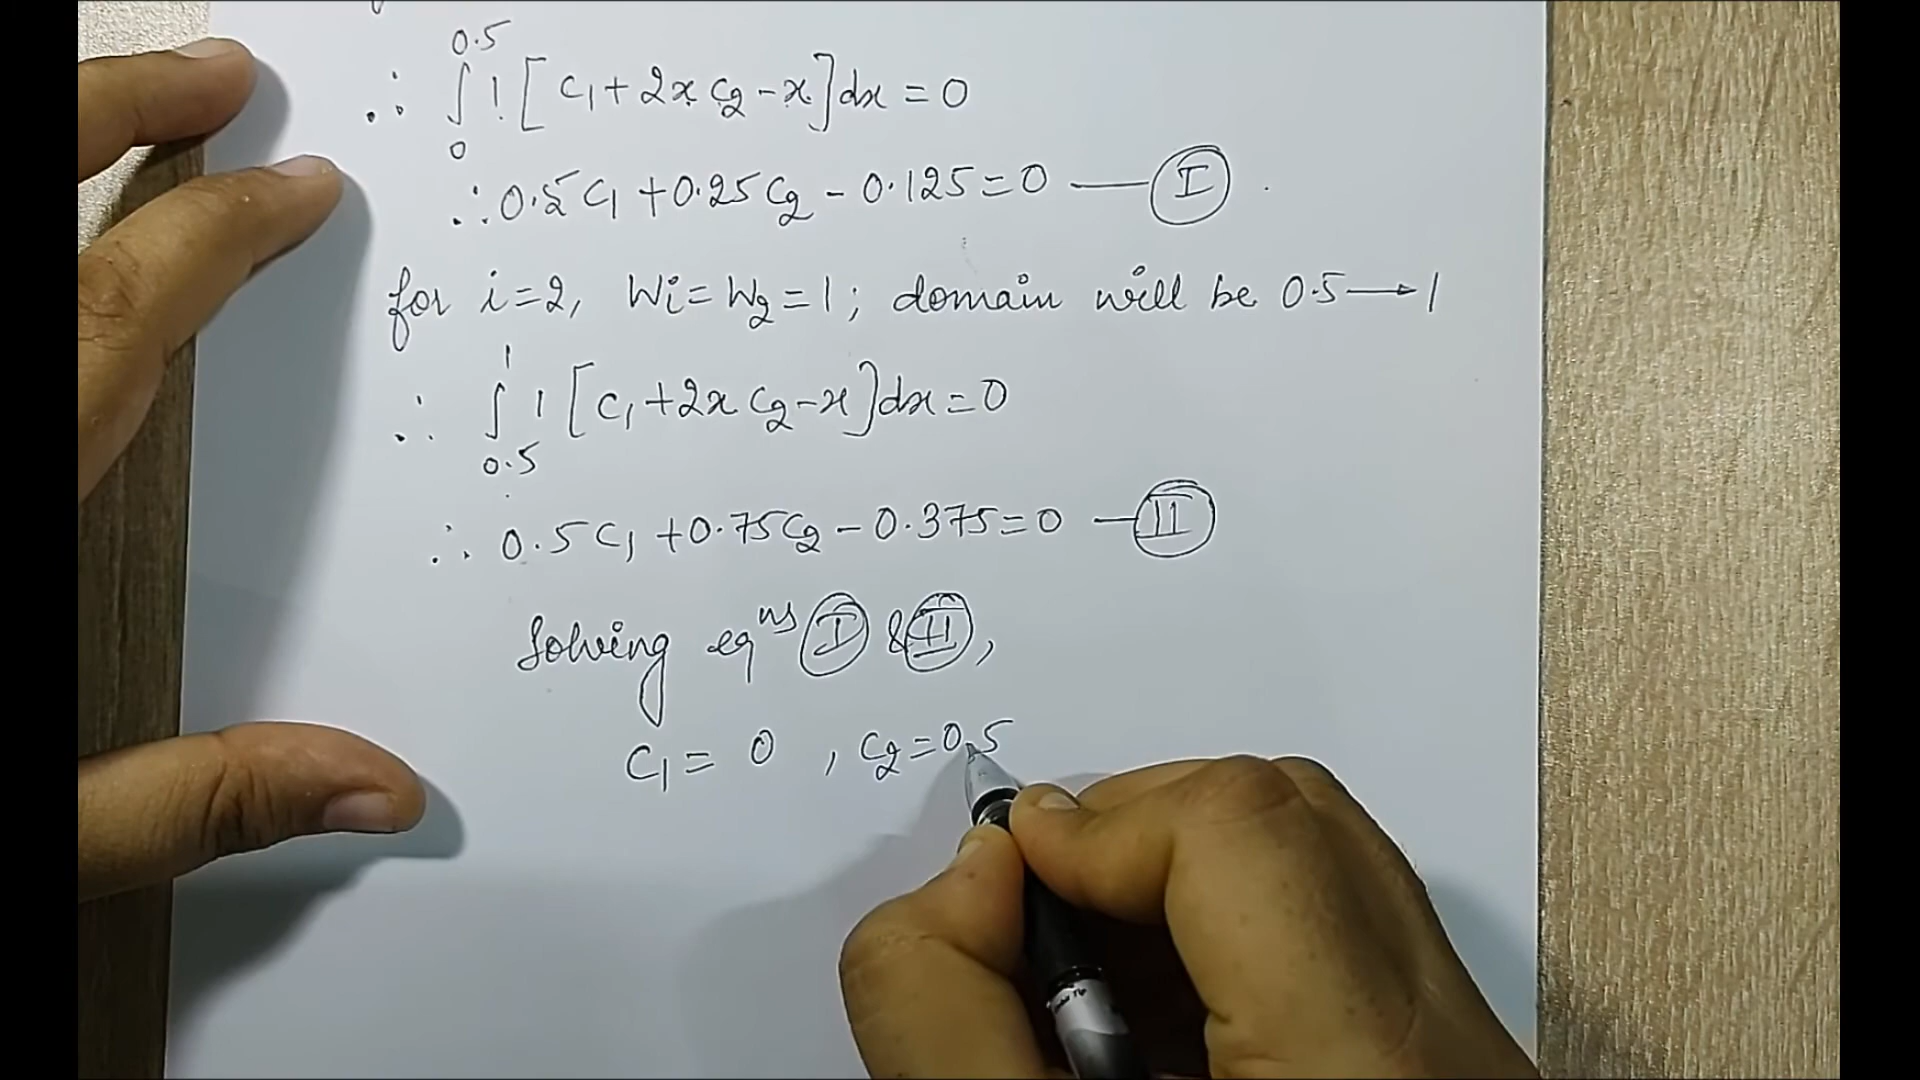 ∴ ∫₀^0.5 1 [C₁ + 2x C₂ - x] dx = 0
∴ 0.5 C₁ + 0.25 C₂ - 0.125 = 0 — I
for i = 2, Wi = W₂ = 1 ; domain will be 0.5 → 1
∴ ∫_0.5^1 1 [C₁ + 2x C₂ - x] dx = 0
∴ 0.5 C₁ + 0.75 C₂ - 0.375 = 0 — II
Solving eqⁿˢ I & II,
C₁ = 0 , C₂ = 0.5